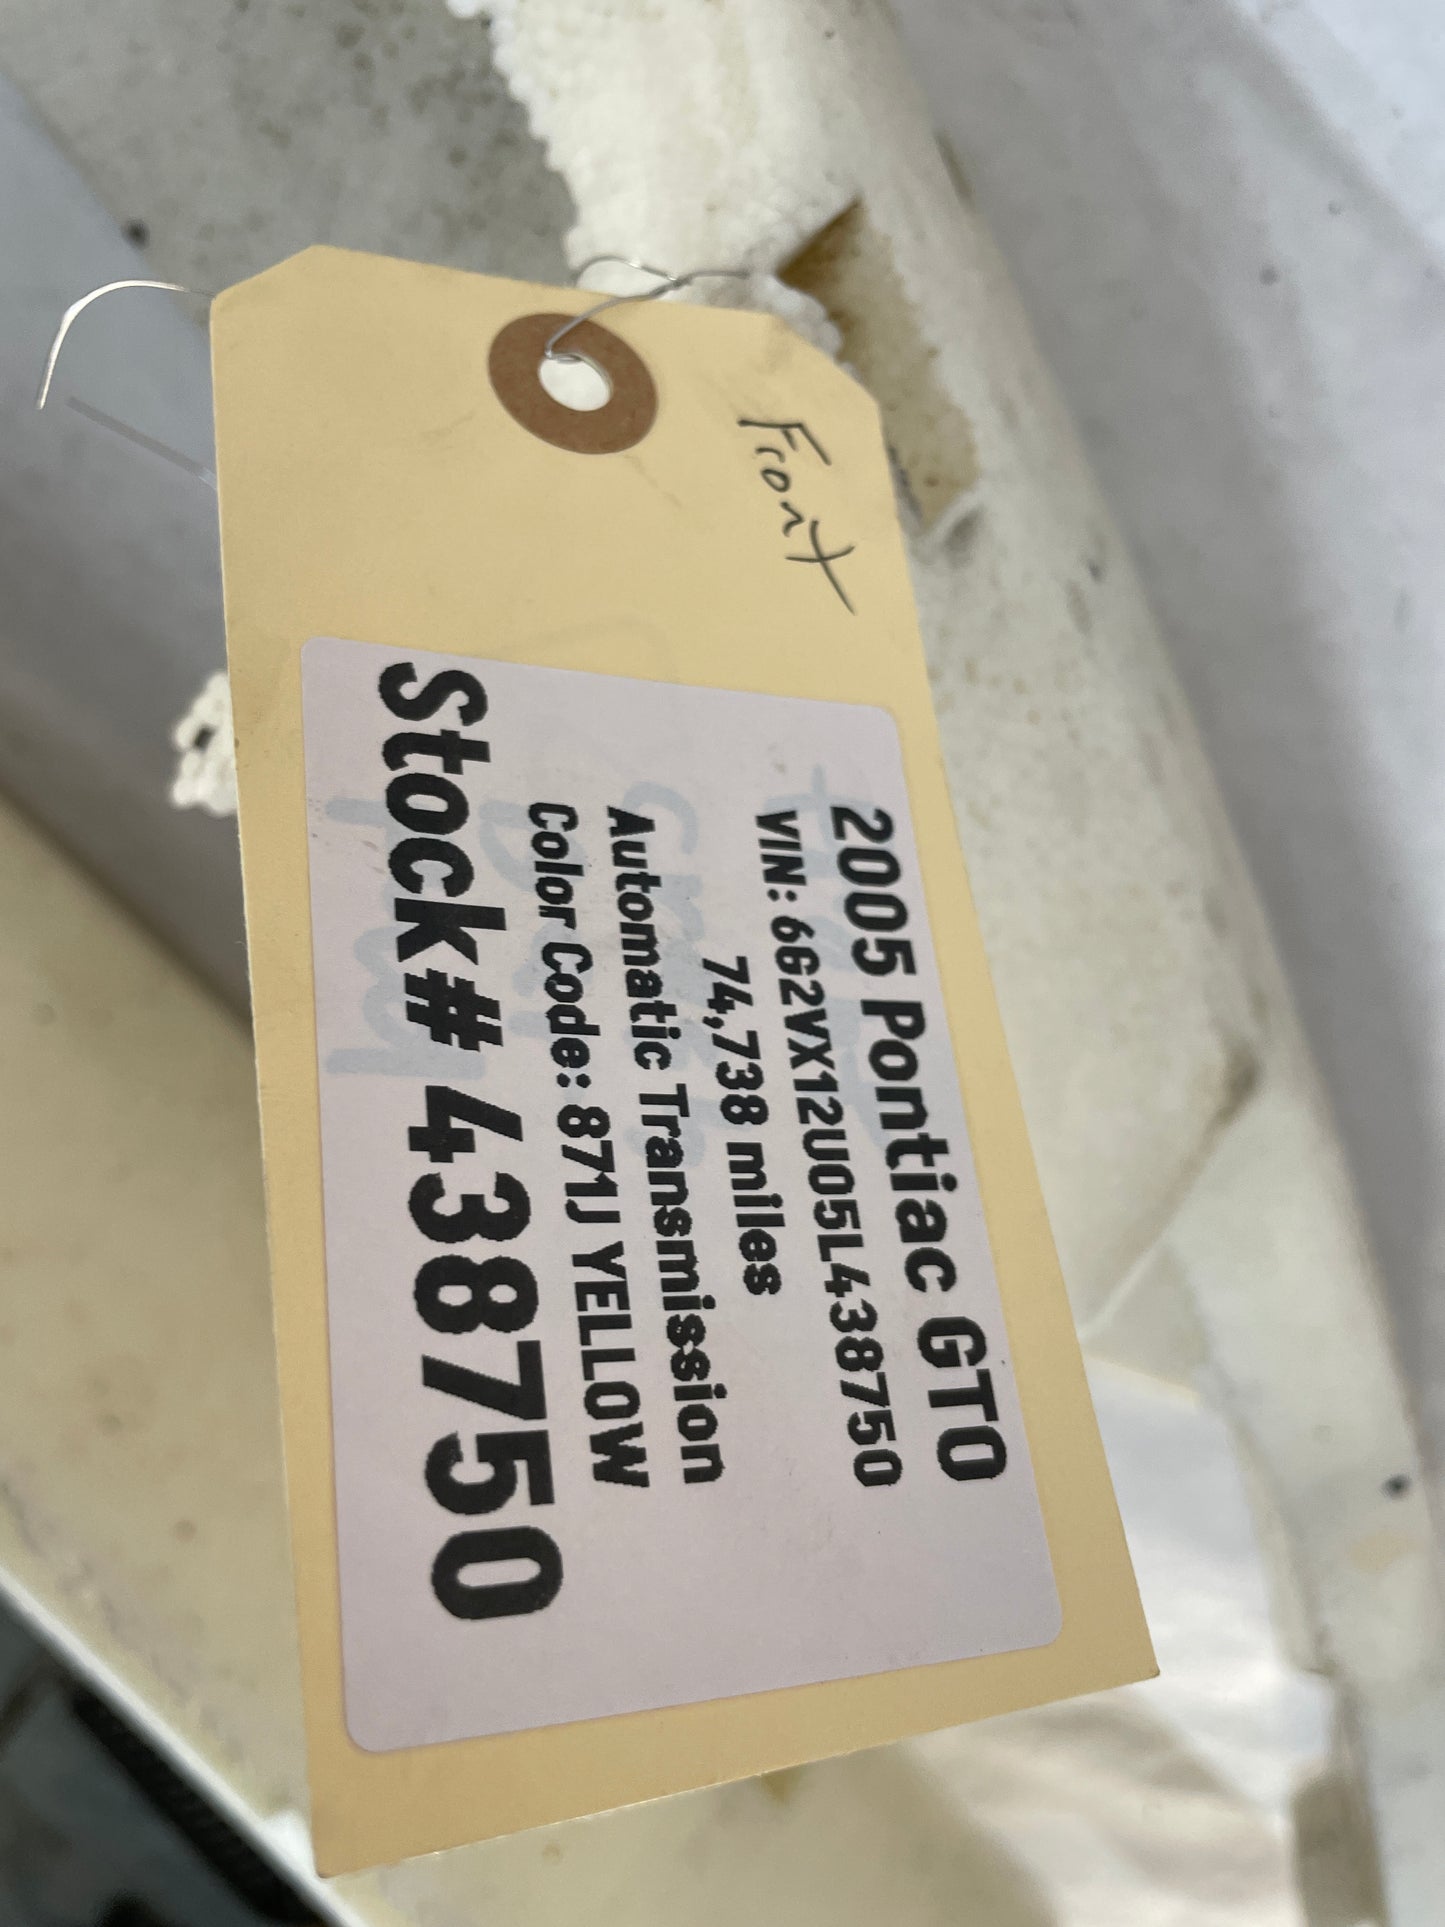 Front
2005 Pontiac GTO
VIN: 6G2VX12U05L438750
74,738 miles
Automatic Transmission
Color Code: 871J YELLOW
Stock# 438750